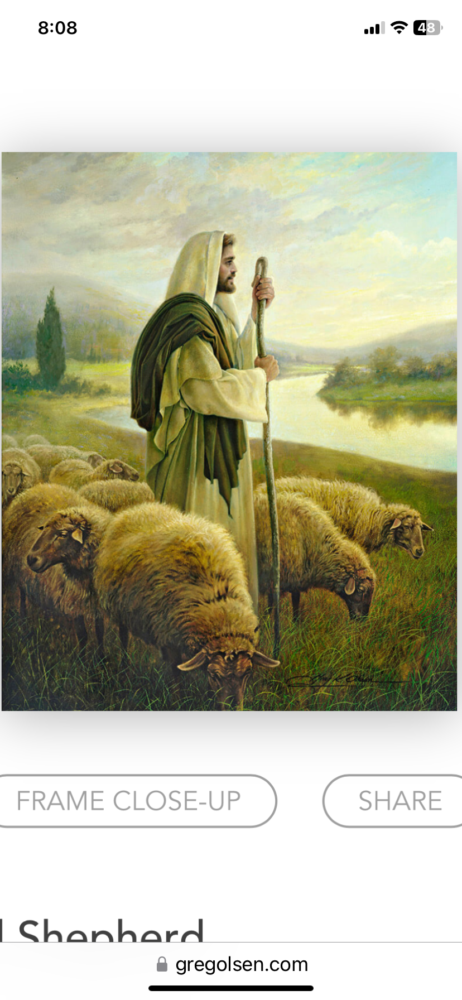 8:08
48
FRAME CLOSE-UP
SHARE
Shepherd
gregolsen.com